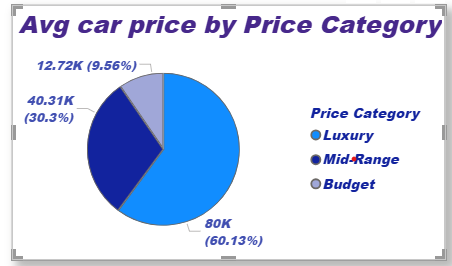 Avg car price by Price Category
12.72K (9.56%)
40.31K
(30.3%)
Price Category
Luxury
Mid-Range
Budget
80K
(60.13%)